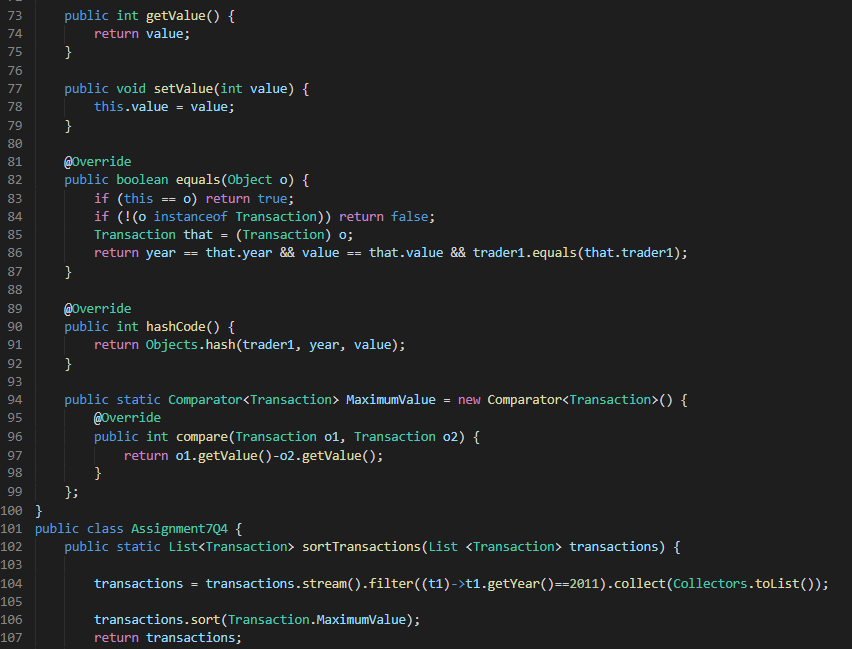 73 public int getValue() {
74 return value;
75 }
76
77 public void setValue(int value) {
78 this.value = value;
79 }
80
81 @Override
82 public boolean equals(Object o) {
83 if (this == o) return true;
84 if (!(o instanceof Transaction)) return false;
85 Transaction that = (Transaction) o;
86 return year == that.year && value == that.value && trader1.equals(that.trader1);
87 }
88
89 @Override
90 public int hashCode() {
91 return Objects.hash(trader1, year, value);
92 }
93
94 public static Comparator<Transaction> MaximumValue = new Comparator<Transaction>() {
95 @Override
96 public int compare(Transaction o1, Transaction o2) {
97 return o1.getValue()-o2.getValue();
98 }
99 };
100 }
101 public class Assignment7Q4 {
102 public static List<Transaction> sortTransactions(List <Transaction> transactions) {
103
104 transactions = transactions.stream().filter((t1)->t1.getYear()==2011).collect(Collectors.toList());
105
106 transactions.sort(Transaction.MaximumValue);
107 return transactions;